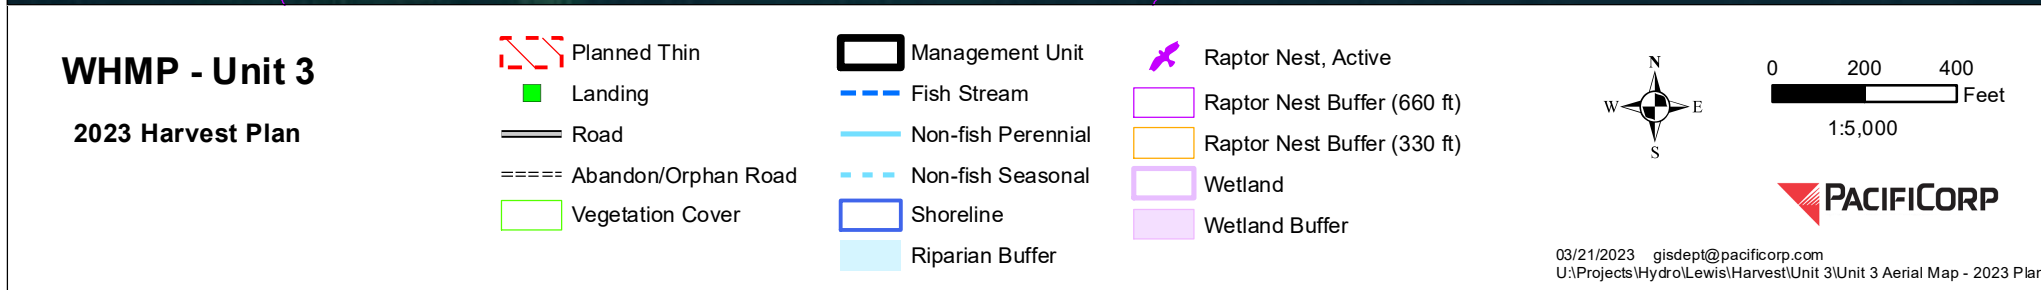 WHMP - Unit 3
2023 Harvest Plan
Planned Thin
Landing
Road
Abandon/Orphan Road
Vegetation Cover
Management Unit
Fish Stream
Non-fish Perennial
Non-fish Seasonal
Shoreline
Riparian Buffer
Raptor Nest, Active
Raptor Nest Buffer (660 ft)
Raptor Nest Buffer (330 ft)
Wetland
Wetland Buffer
N
W E
S
0 200 400
Feet
1:5,000
PACIFICORP
03/21/2023 gisdept@pacificorp.com
U:\Projects\Hydro\Lewis\Harvest\Unit 3\Unit 3 Aerial Map - 2023 Plan